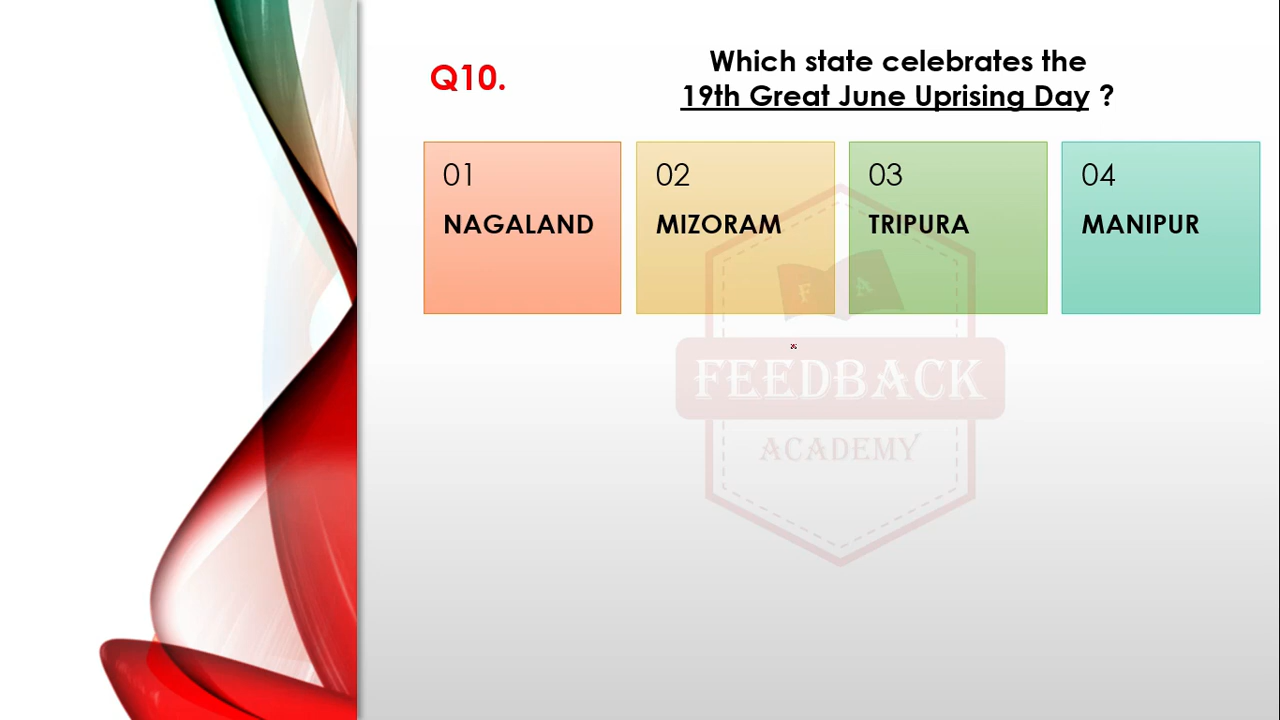 Q10.
Which state celebrates the
19th Great June Uprising Day ?
01
NAGALAND
02
MIZORAM
03
TRIPURA
04
MANIPUR
F A
FEEDBACK
ACADEMY